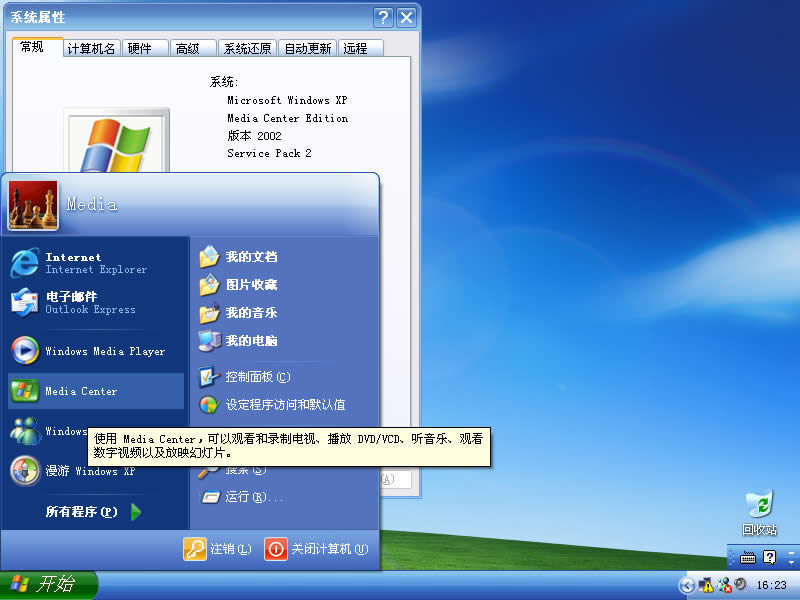 系统属性
常规 计算机名 硬件 高级 系统还原 自动更新 远程
系统:
Microsoft Windows XP
Media Center Edition
版本 2002
Service Pack 2
Media
Internet
Internet Explorer
电子邮件
Outlook Express
Windows Media Player
Media Center
Windows
漫游 Windows XP
所有程序(P)
我的文档
图片收藏
我的音乐
我的电脑
控制面板(C)
设定程序访问和默认值
使用 Media Center,可以观看和录制电视、播放 DVD/VCD、听音乐、观看
数字视频以及放映幻灯片。
搜索(S)
运行(R)...
(A)
注销(L) 关闭计算机(U)
回收站
开始
16:23